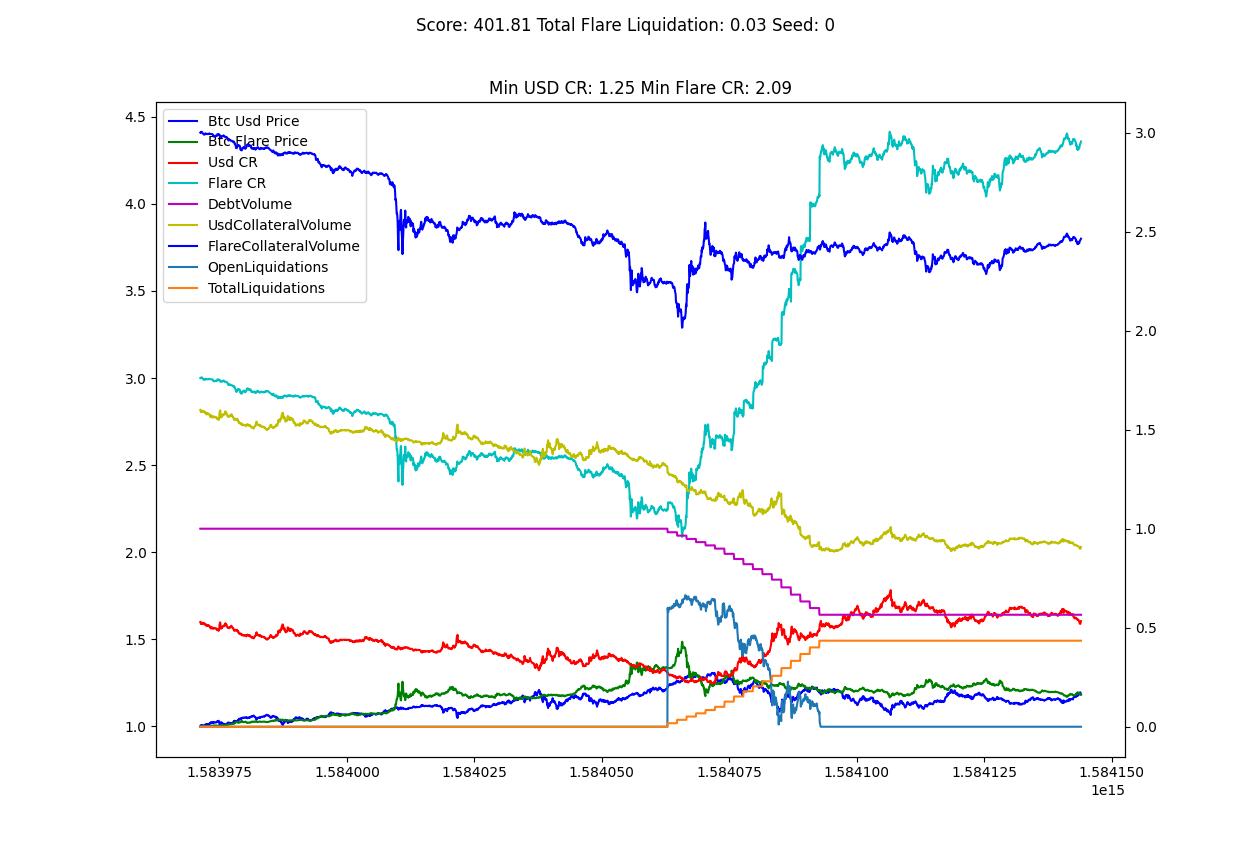 Score: 401.81 Total Flare Liquidation: 0.03 Seed: 0
Min USD CR: 1.25 Min Flare CR: 2.09
Btc Usd Price
Btc Flare Price
Usd CR
Flare CR
DebtVolume
UsdCollateralVolume
FlareCollateralVolume
OpenLiquidations
TotalLiquidations
4.5
4.0
3.5
3.0
2.5
2.0
1.5
1.0
3.0
2.5
2.0
1.5
1.0
0.5
0.0
1.583975 1.584000 1.584025 1.584050 1.584075 1.584100 1.584125 1.584150
1e15